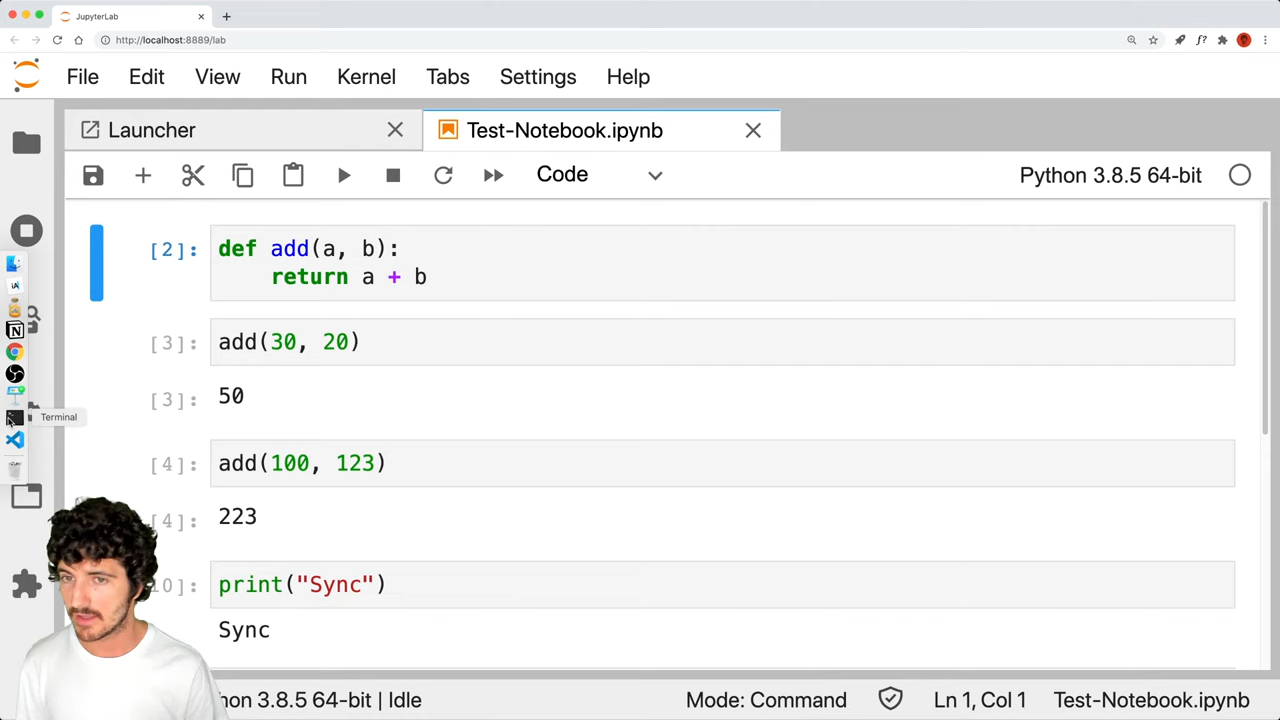 JupyterLab
http://localhost:8889/lab
File Edit View Run Kernel Tabs Settings Help
Launcher
Test-Notebook.ipynb
Code
Python 3.8.5 64-bit
[2]: def add(a, b):
return a + b
[3]: add(30, 20)
[3]: 50
[4]: add(100, 123)
[4]: 223
10]: print("Sync")
Sync
Terminal
hon 3.8.5 64-bit | Idle
Mode: Command
Ln 1, Col 1
Test-Notebook.ipynb